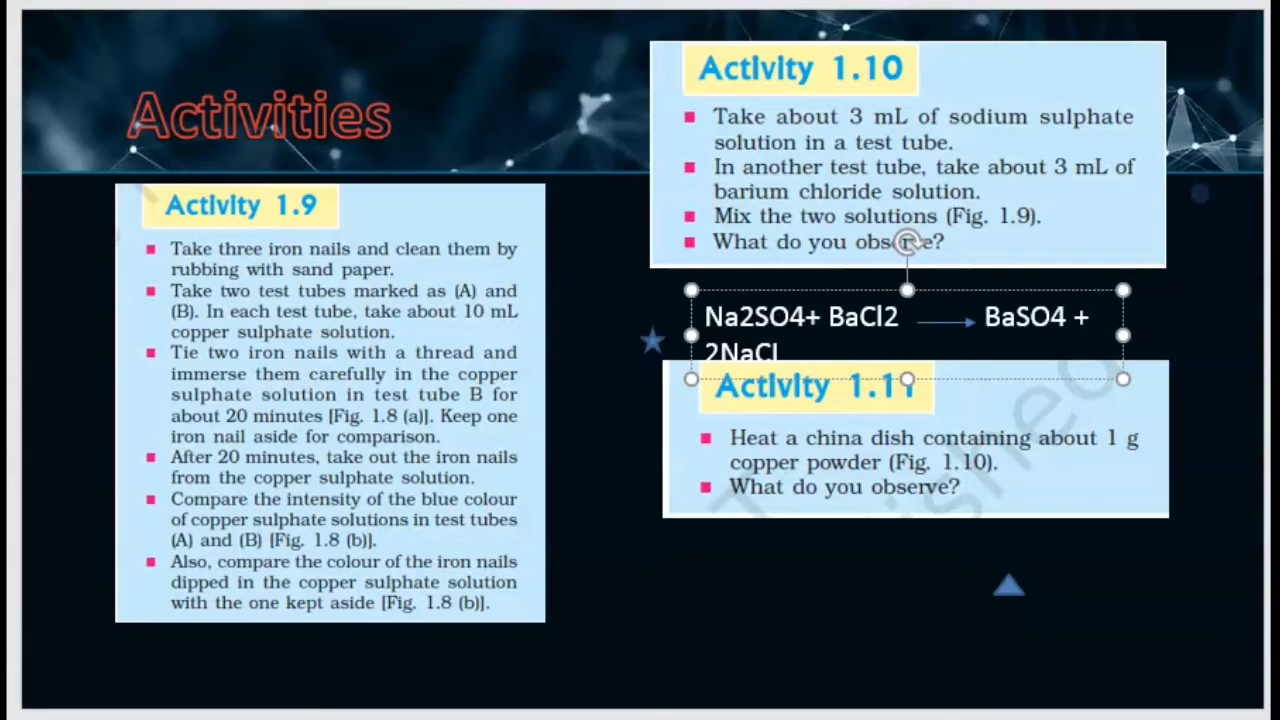 Activities
Activity 1.9
Take three iron nails and clean them by
rubbing with sand paper.
Take two test tubes marked as (A) and
(B). In each test tube, take about 10 mL
copper sulphate solution.
Tie two iron nails with a thread and
immerse them carefully in the copper
sulphate solution in test tube B for
about 20 minutes [Fig. 1.8 (a)]. Keep one
iron nail aside for comparison.
After 20 minutes, take out the iron nails
from the copper sulphate solution.
Compare the intensity of the blue colour
of copper sulphate solutions in test tubes
(A) and (B) [Fig. 1.8 (b)].
Also, compare the colour of the iron nails
dipped in the copper sulphate solution
with the one kept aside [Fig. 1.8 (b)].
Activity 1.10
Take about 3 mL of sodium sulphate
solution in a test tube.
In another test tube, take about 3 mL of
barium chloride solution.
Mix the two solutions (Fig. 1.9).
What do you observe?
Na2SO4+ BaCl2 → BaSO4 +
2NaCl
Activity 1.11
Heat a china dish containing about 1 g
copper powder (Fig. 1.10).
What do you observe?